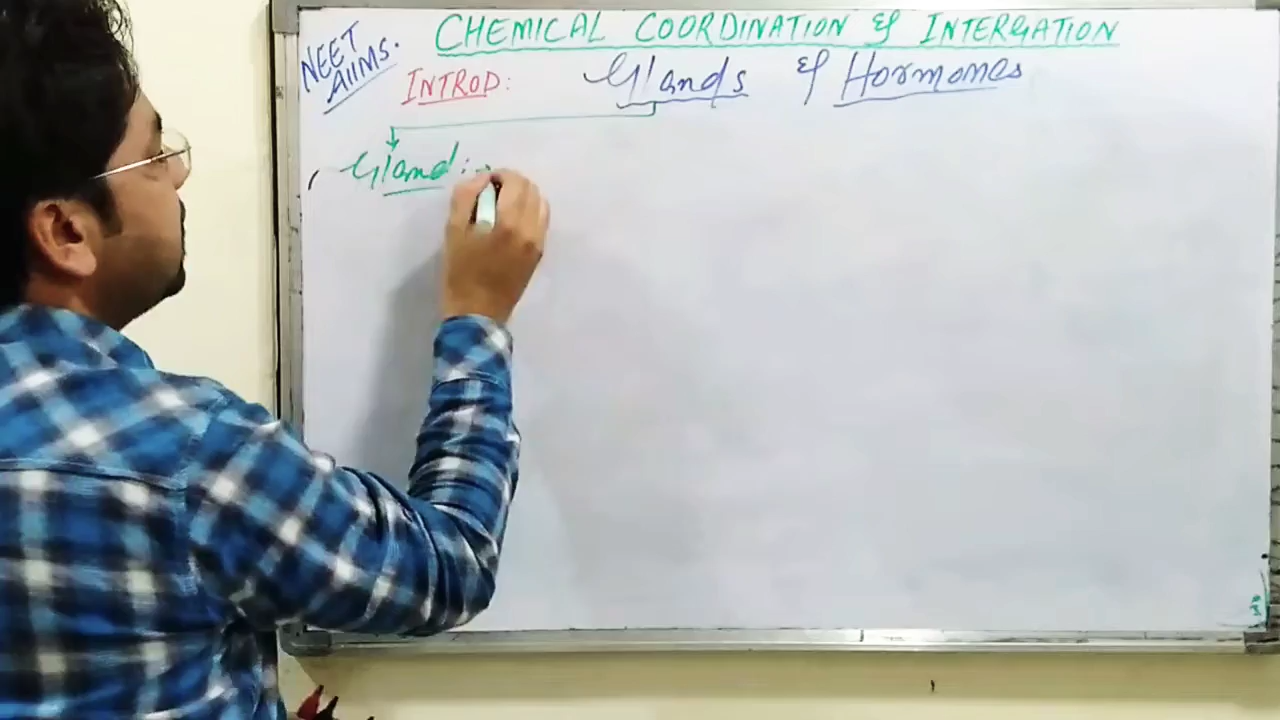 CHEMICAL COORDINATION & INTERGATION
NEET
AIIMS.
INTROD: Glands & Hormones
Gland:-